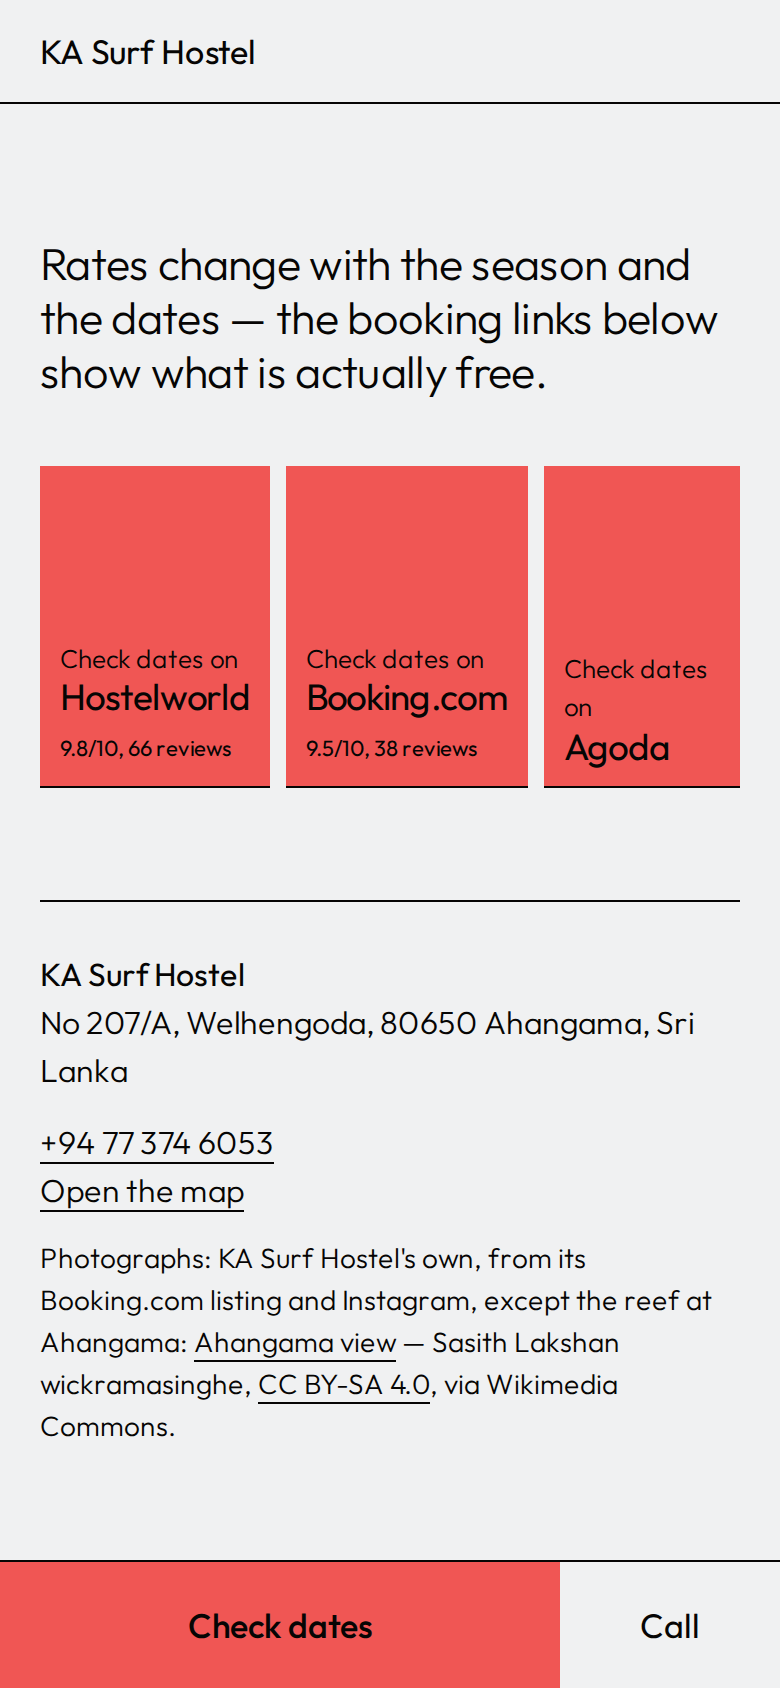 KA Surf Hostel
Rates change with the season and
the dates — the booking links below
show what is actually free.
Check dates on
Hostelworld
9.8/10, 66 reviews
Check dates on
Booking.com
9.5/10, 38 reviews
Check dates
on
Agoda
KA Surf Hostel
No 207/A, Welhengoda, 80650 Ahangama, Sri
Lanka
+94 77 374 6053
Open the map
Photographs: KA Surf Hostel's own, from its
Booking.com listing and Instagram, except the reef at
Ahangama: Ahangama view — Sasith Lakshan
wickramasinghe, CC BY-SA 4.0, via Wikimedia
Commons.
Check dates
Call